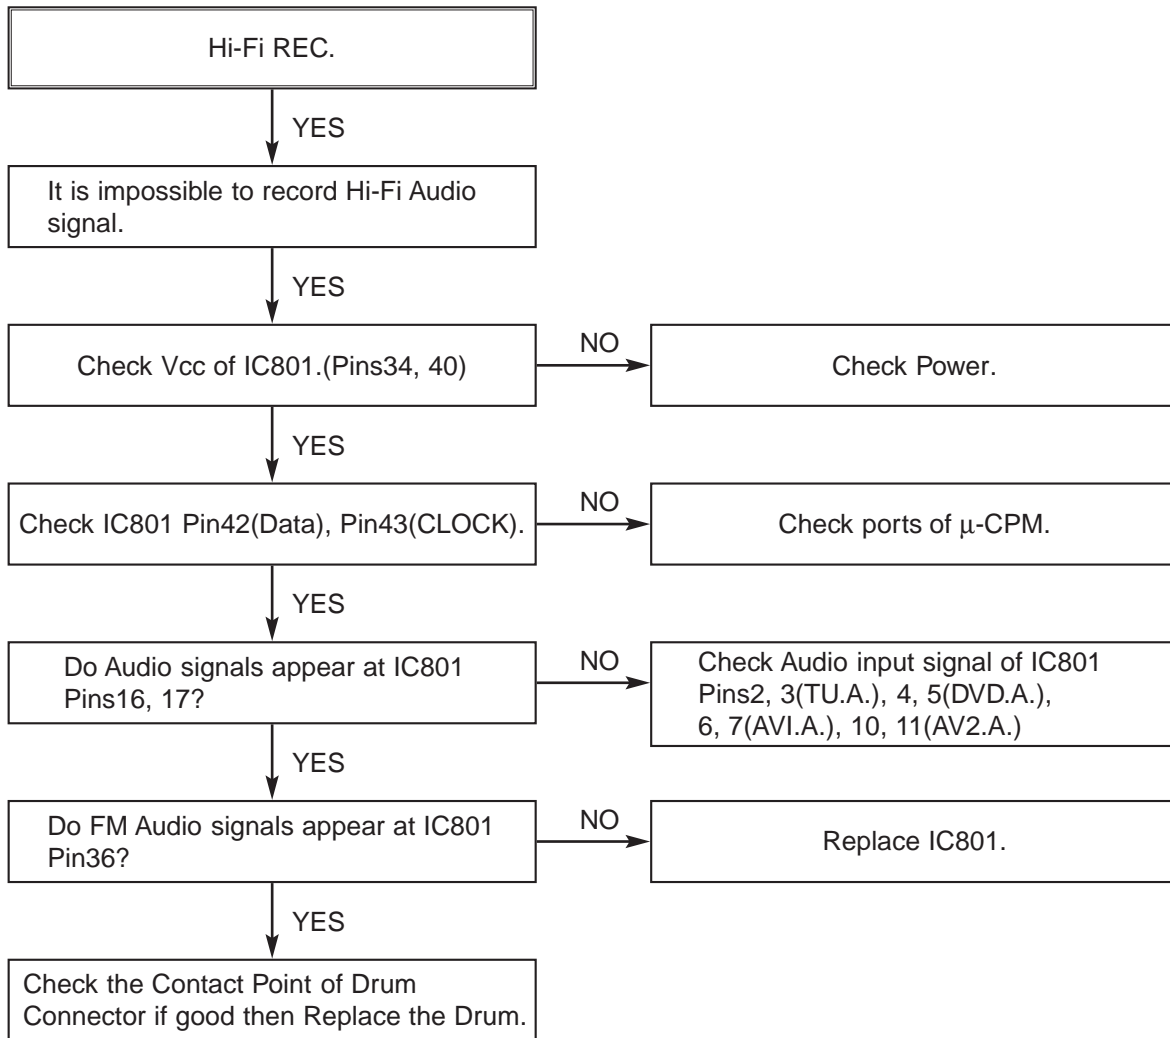 Hi-Fi REC.
YES
It is impossible to record Hi-Fi Audio
signal.
YES
Check Vcc of IC801.(Pins34, 40)
NO
Check Power.
YES
Check IC801 Pin42(Data), Pin43(CLOCK).
NO
Check ports of μ-CPM.
YES
Do Audio signals appear at IC801
Pins16, 17?
NO
Check Audio input signal of IC801
Pins2, 3(TU.A.), 4, 5(DVD.A.),
6, 7(AVI.A.), 10, 11(AV2.A.)
YES
Do FM Audio signals appear at IC801
Pin36?
NO
Replace IC801.
YES
Check the Contact Point of Drum
Connector if good then Replace the Drum.